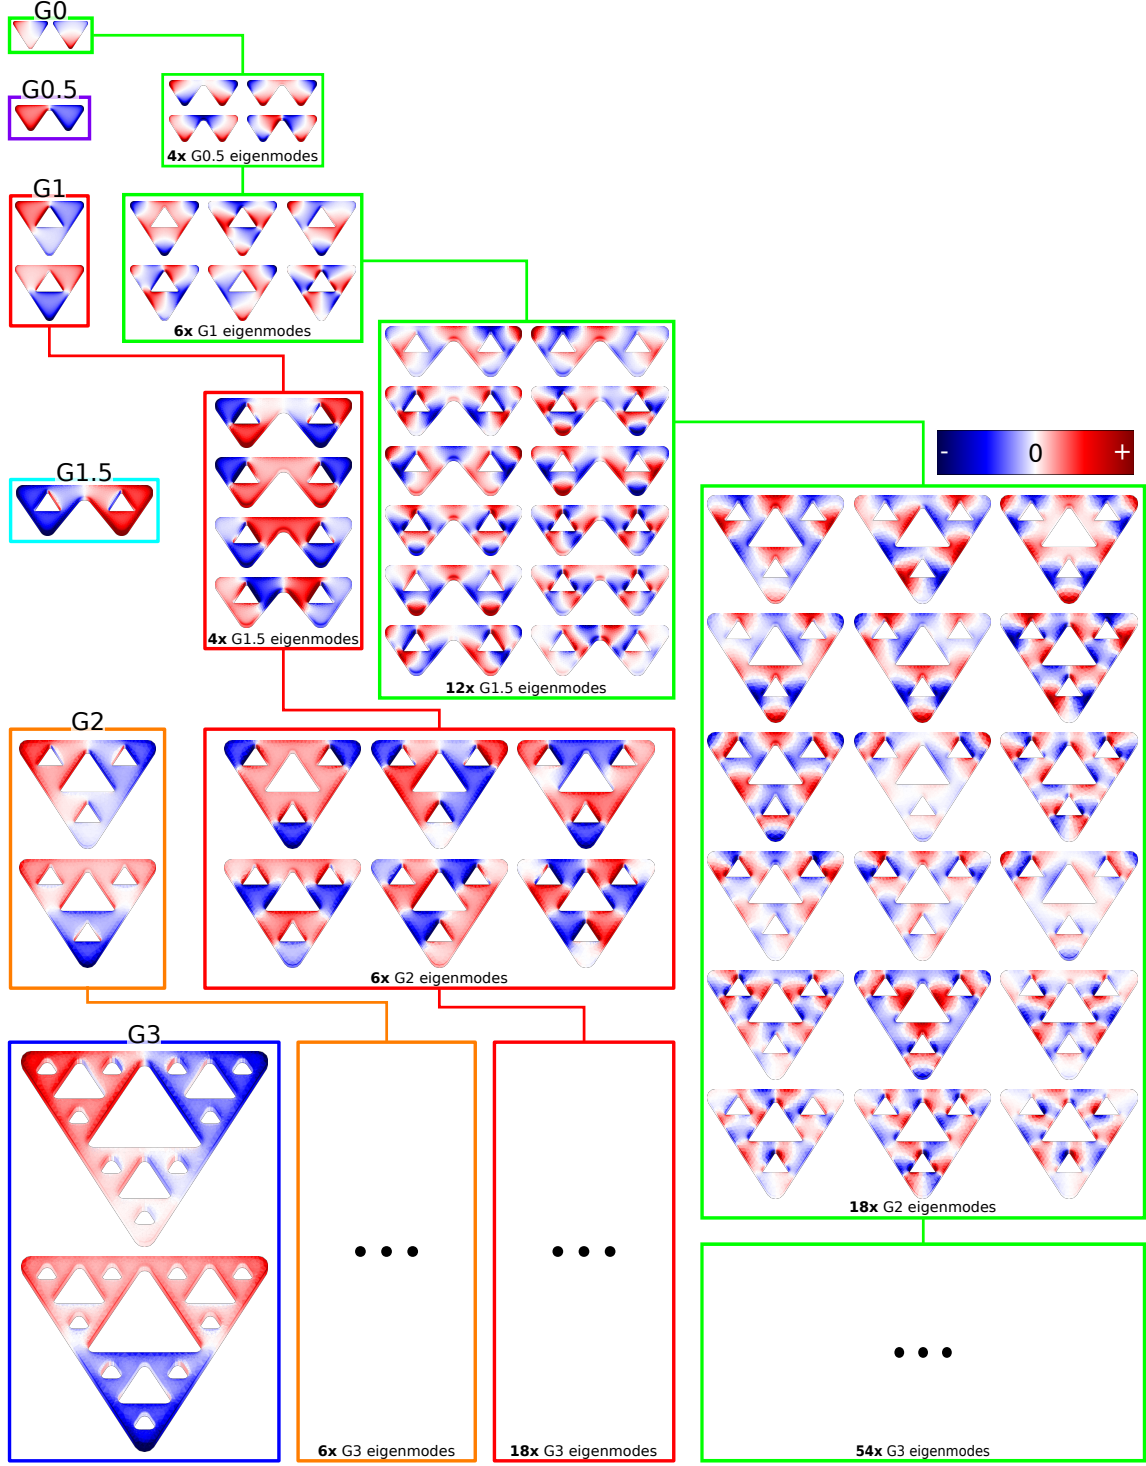 G0
G0.5
4x G0.5 eigenmodes
G1
6x G1 eigenmodes
- 0 +
G1.5
4x G1.5 eigenmodes
12x G1.5 eigenmodes
G2
6x G2 eigenmodes
18x G2 eigenmodes
G3
• • •
• • •
• • •
6x G3 eigenmodes
18x G3 eigenmodes
54x G3 eigenmodes